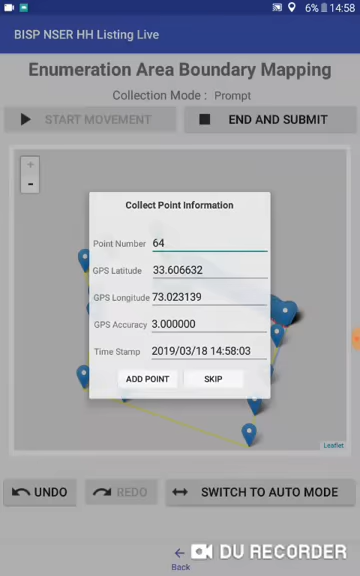 6% 14:58
BISP NSER HH Listing Live
Enumeration Area Boundary Mapping
Collection Mode : Prompt
START MOVEMENT
END AND SUBMIT
+
-
Collect Point Information
Point Number 64
GPS Latitude 33.606632
GPS Longitude 73.023139
GPS Accuracy 3.000000
Time Stamp 2019/03/18 14:58:03
ADD POINT
SKIP
Leaflet
UNDO
REDO
SWITCH TO AUTO MODE
Back
DU RECORDER